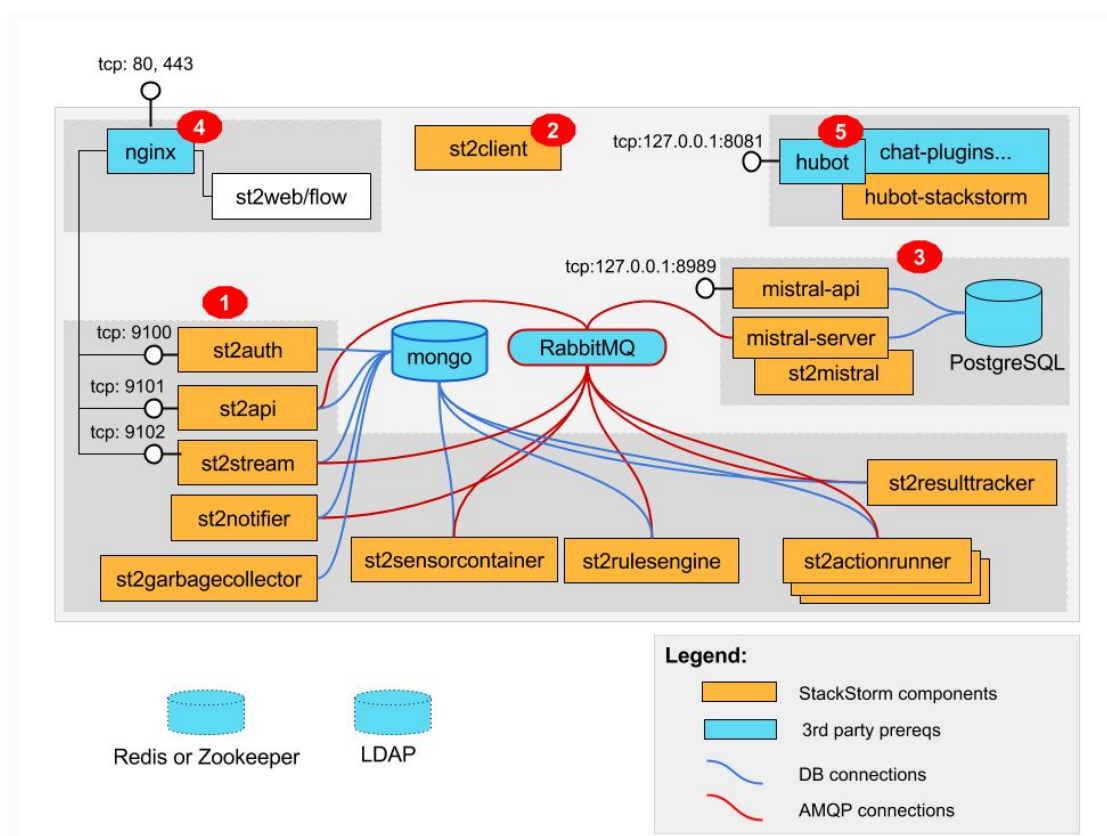 tcp: 80, 443
4
nginx
st2web/flow
2
st2client
tcp:127.0.0.1:8081
5
hubot
chat-plugins...
hubot-stackstorm
3
tcp:127.0.0.1:8989
mistral-api
mistral-server
st2mistral
PostgreSQL
1
tcp: 9100
st2auth
tcp: 9101
st2api
tcp: 9102
st2stream
st2notifier
st2garbagecollector
mongo
RabbitMQ
st2sensorcontainer
st2rulesengine
st2actionrunner
st2resulttracker
Redis or Zookeeper
LDAP
Legend:
StackStorm components
3rd party prereqs
DB connections
AMQP connections